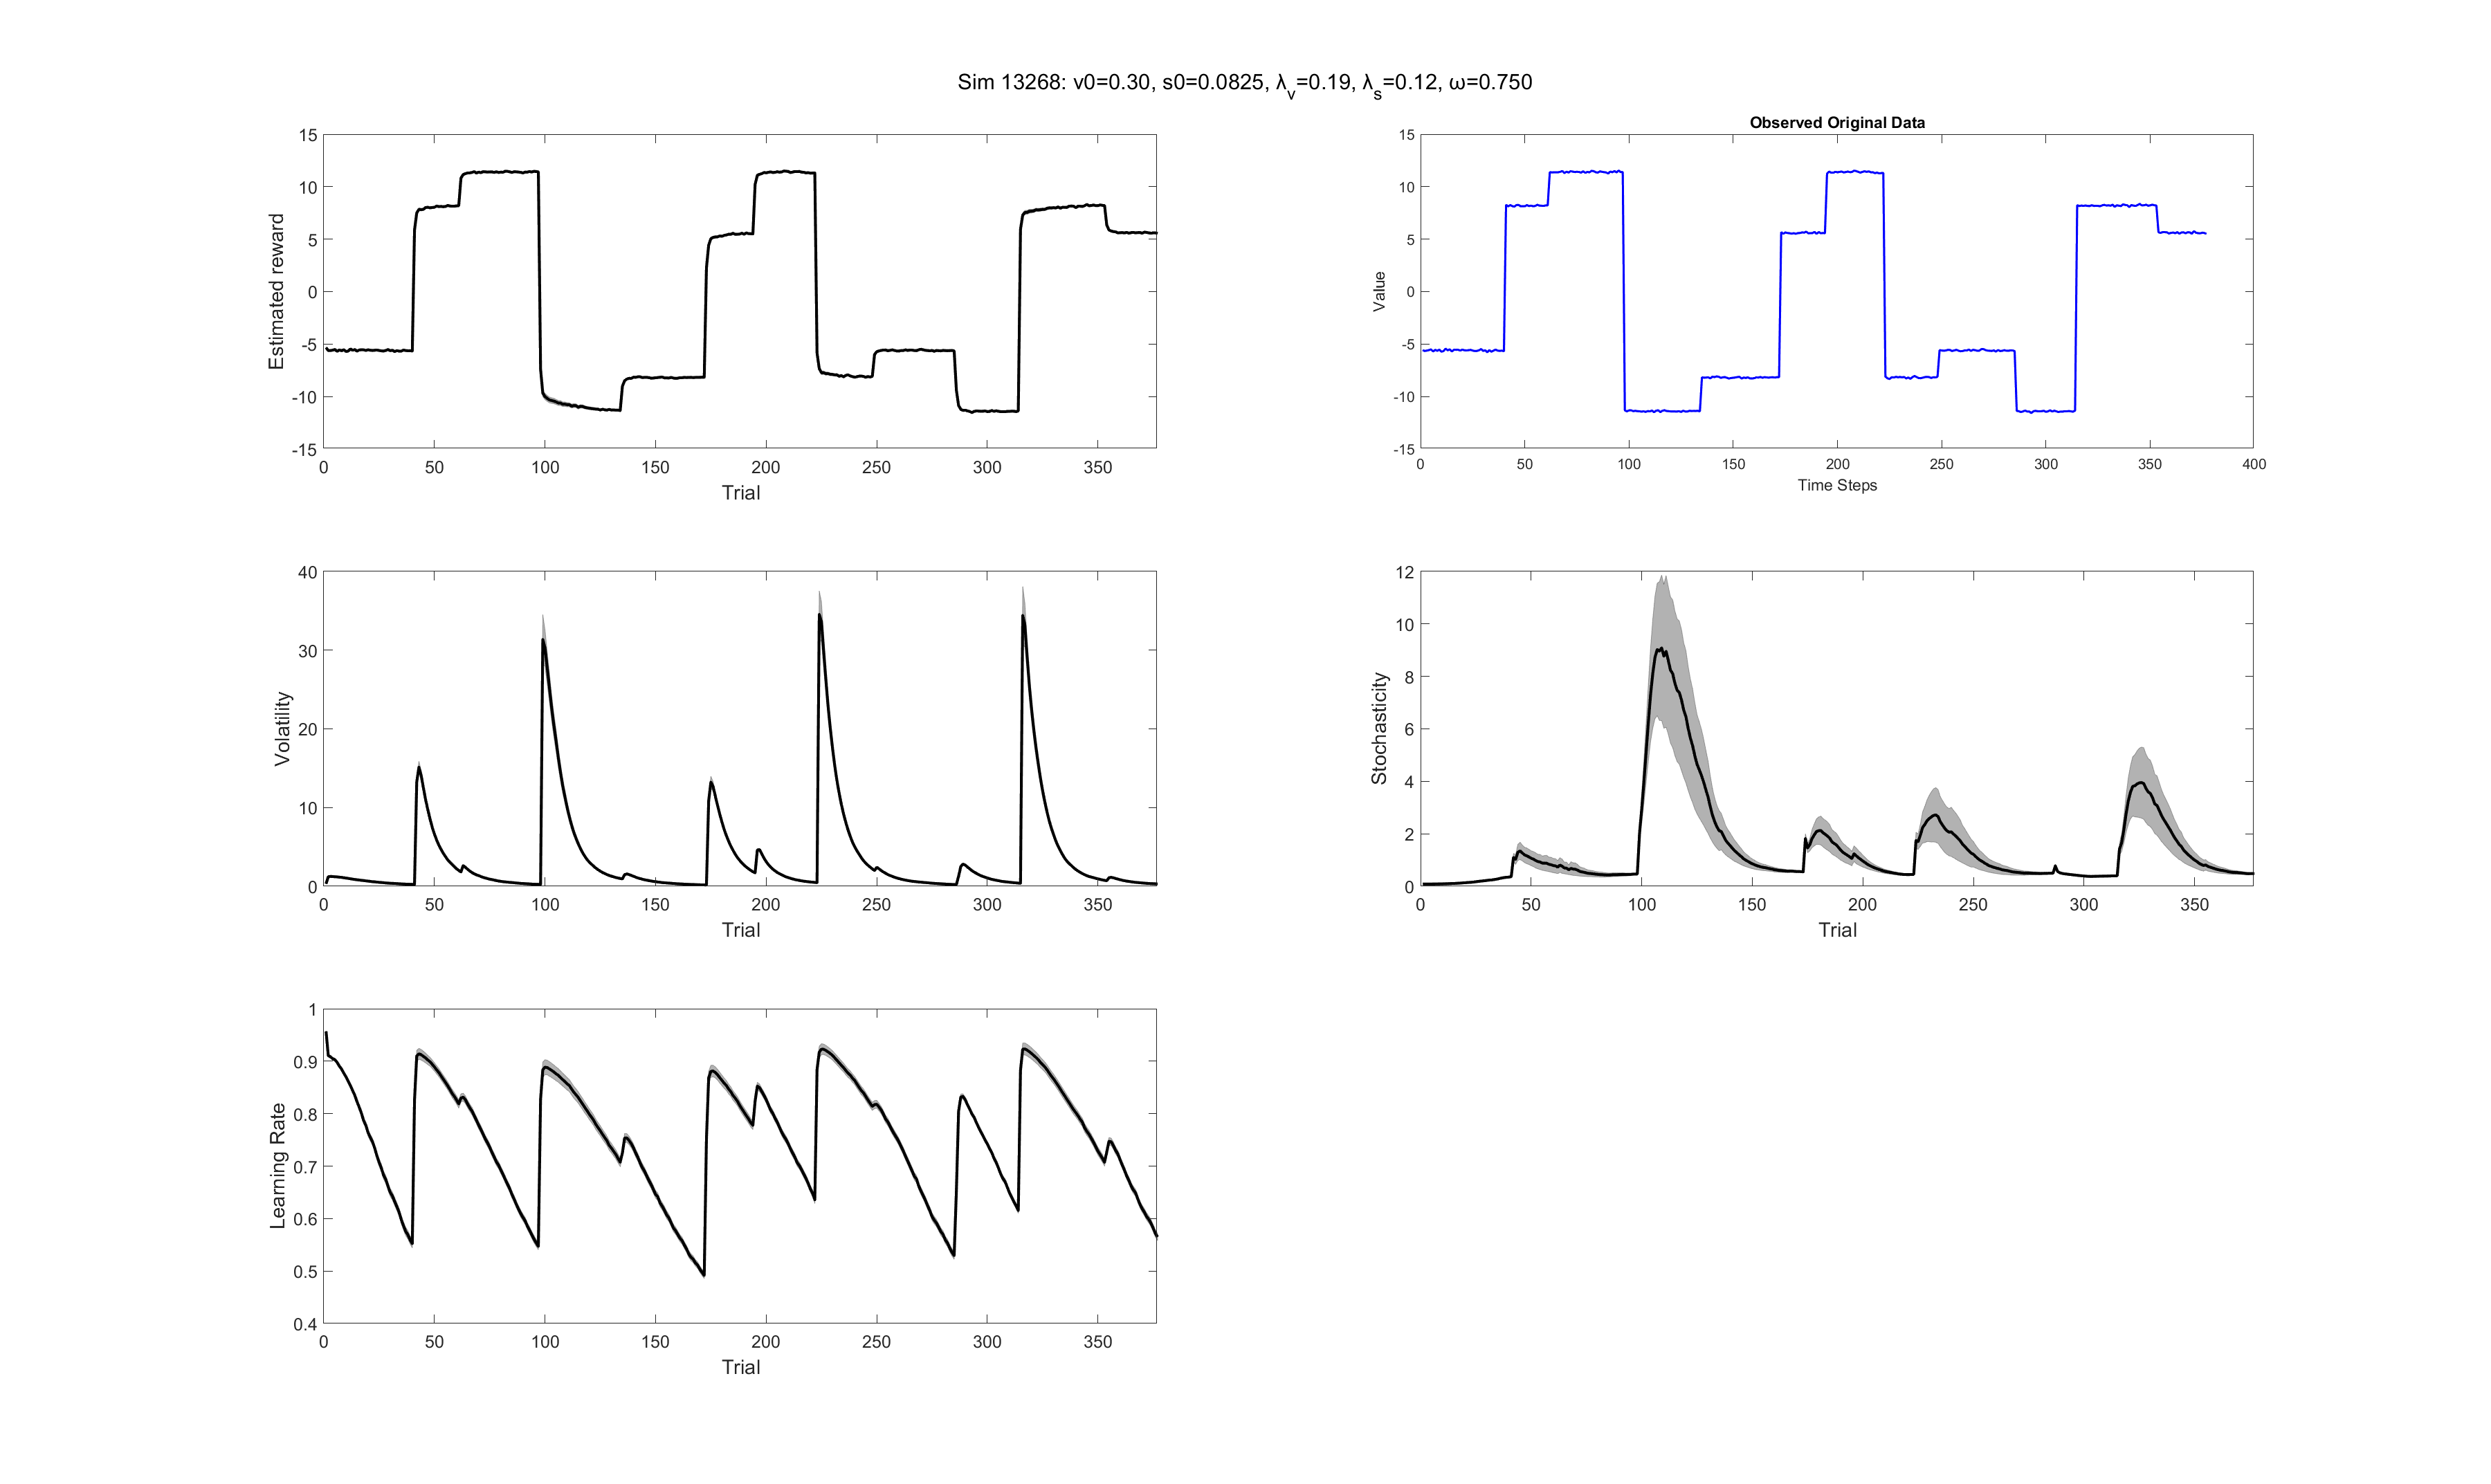 Sim 13268: v0=0.30, s0=0.0825, λv=0.19, λs=0.12, ω=0.750
15
10
5
0
-5
-10
-15
Estimated reward
0 50 100 150 200 250 300 350
Trial
Observed Original Data
15
10
5
0
-5
-10
-15
Value
0 50 100 150 200 250 300 350 400
Time Steps
40
30
20
10
0
Volatility
0 50 100 150 200 250 300 350
Trial
12
10
8
6
4
2
0
Stochasticity
0 50 100 150 200 250 300 350
Trial
1
0.9
0.8
0.7
0.6
0.5
0.4
Learning Rate
0 50 100 150 200 250 300 350
Trial